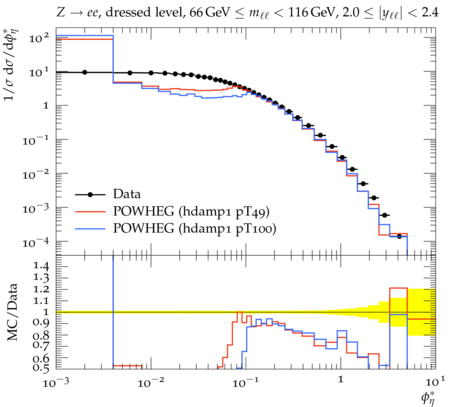 Z → ee, dressed level, 66 GeV ≤ mℓℓ < 116 GeV, 2.0 ≤ |yℓℓ| < 2.4
1/σ dσ/dφ*η
10²
10¹
1
10⁻¹
10⁻²
10⁻³
10⁻⁴
Data
POWHEG (hdamp1 pT49)
POWHEG (hdamp1 pT100)
MC/Data
1.4
1.3
1.2
1.1
1
0.9
0.8
0.7
0.6
0.5
10⁻³ 10⁻² 10⁻¹ 1 10¹
φ*η